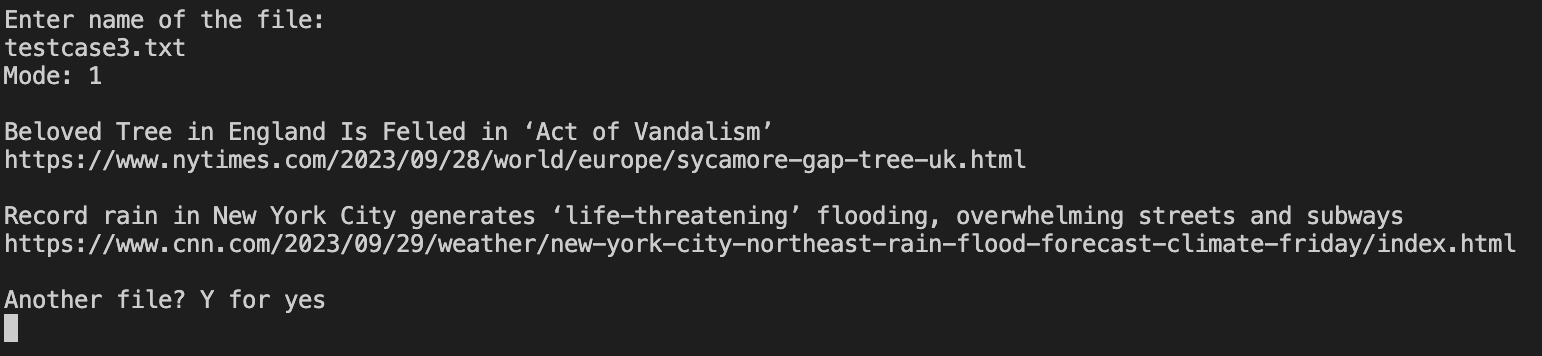 Enter name of the file:
testcase3.txt
Mode: 1
Beloved Tree in England Is Felled in ‘Act of Vandalism’
https://www.nytimes.com/2023/09/28/world/europe/sycamore-gap-tree-uk.html
Record rain in New York City generates ‘life-threatening’ flooding, overwhelming streets and subways
https://www.cnn.com/2023/09/29/weather/new-york-city-northeast-rain-flood-forecast-climate-friday/index.html
Another file? Y for yes